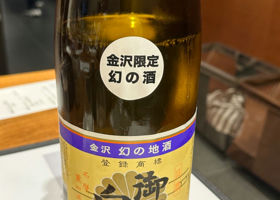 金沢限定
幻の酒
金沢 幻の地酒
登録商標
御